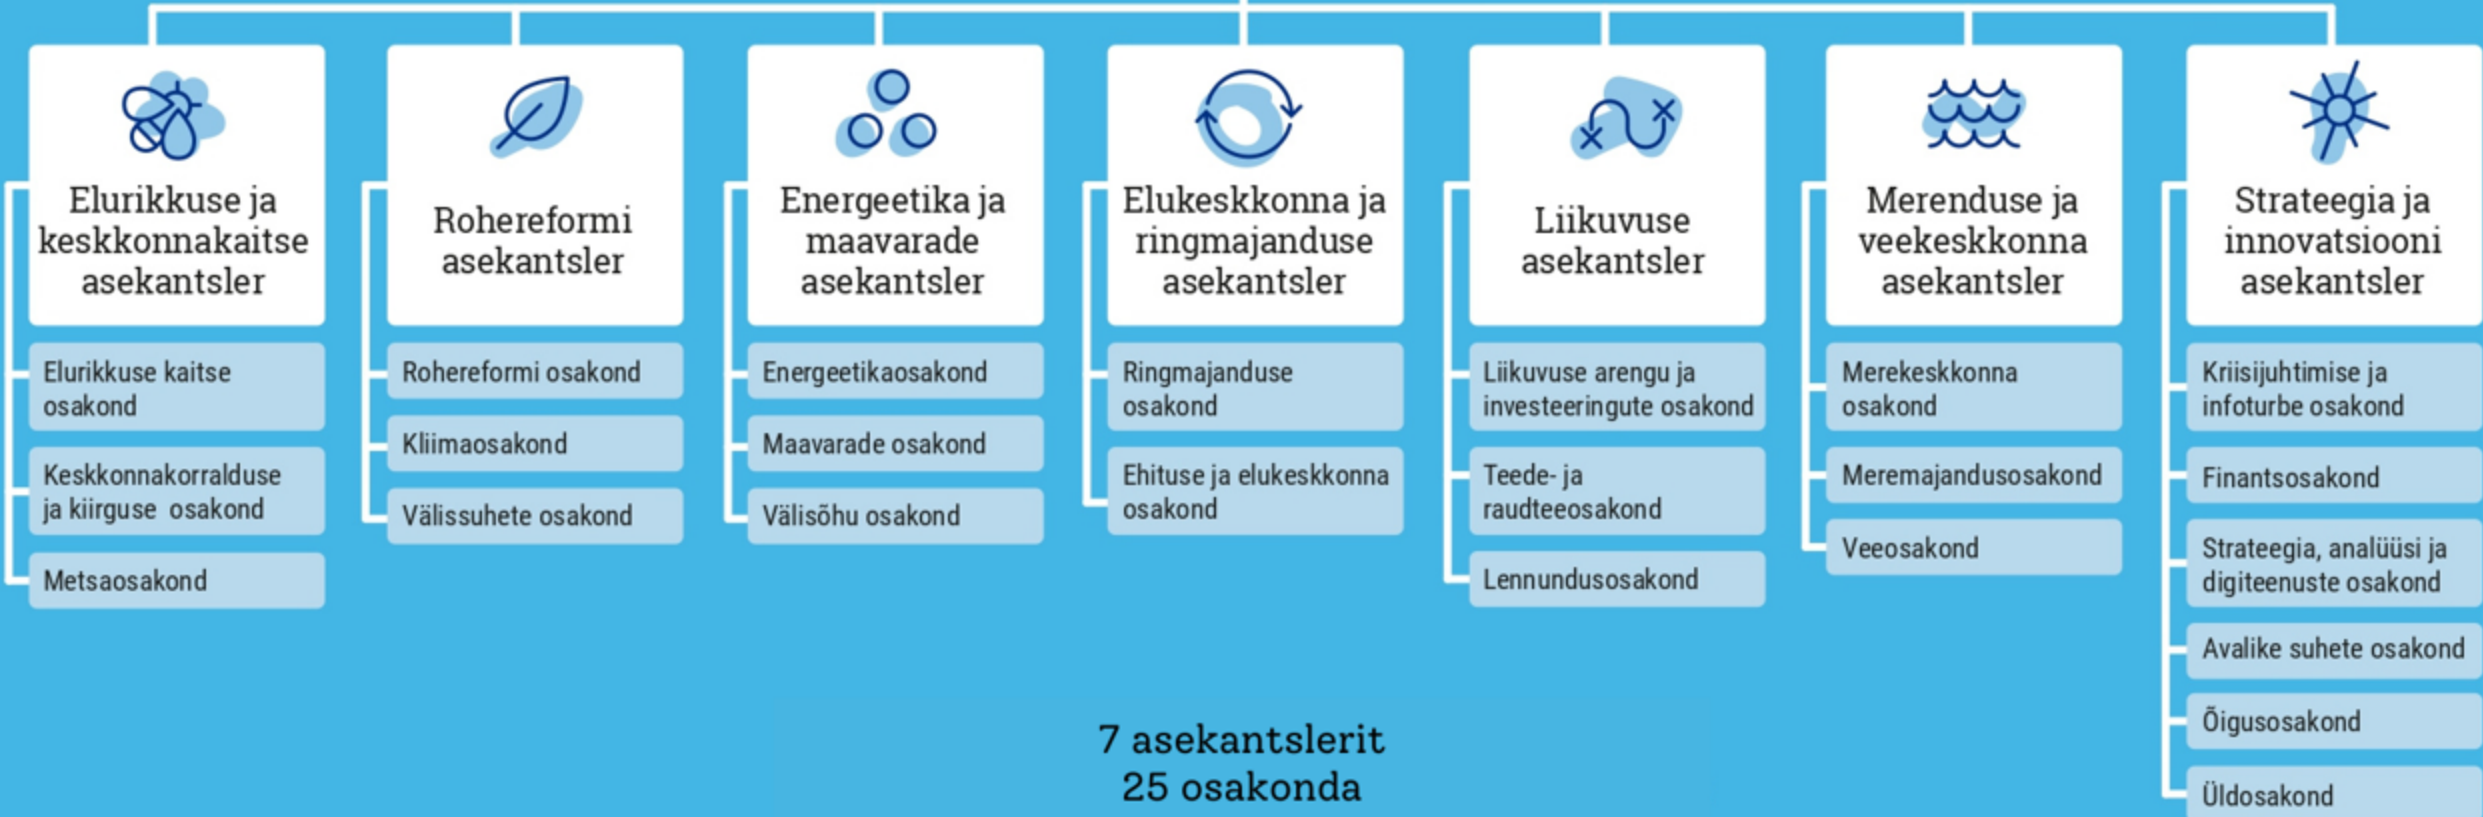 Elurikkuse ja
keskkonnakaitse
asekantsler
Elurikkuse kaitse
osakond
Keskkonnakorralduse
ja kiirguse osakond
Metsaosakond
Rohereformi
asekantsler
Rohereformi osakond
Kliimaosakond
Välissuhete osakond
Energeetika ja
maavarade
asekantsler
Energeetikaosakond
Maavarade osakond
Välisõhu osakond
Elukeskkonna ja
ringmajanduse
asekantsler
Ringmajanduse
osakond
Ehituse ja elukeskkonna
osakond
Liikuvuse
asekantsler
Liikuvuse arengu ja
investeeringute osakond
Teede- ja
raudteeosakond
Lennundusosakond
Merenduse ja
veekeskkonna
asekantsler
Merekeskkonna
osakond
Meremajandusosakond
Veeosakond
Strateegia ja
innovatsiooni
asekantsler
Kriisijuhtimise ja
infoturbe osakond
Finantsosakond
Strateegia, analüüsi ja
digiteenuste osakond
Avalike suhete osakond
Õigusosakond
Üldosakond
7 asekantslerit
25 osakonda